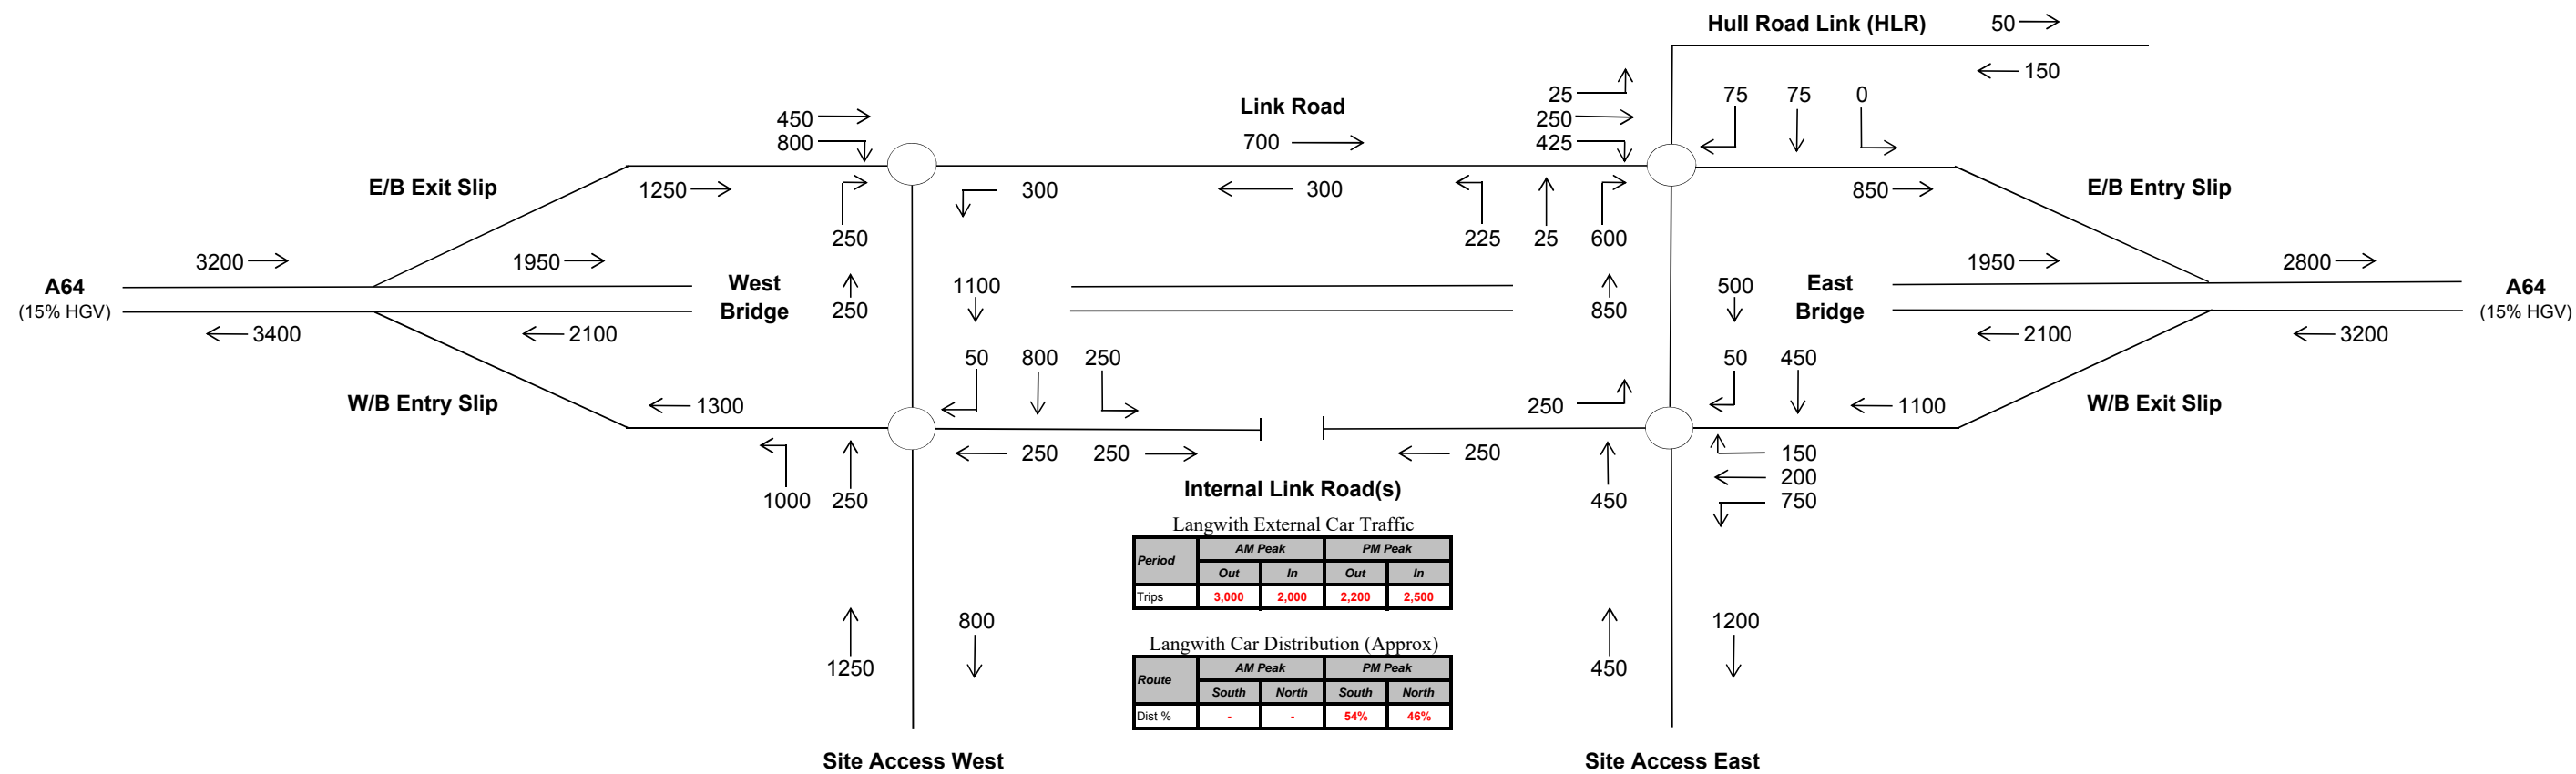 Hull Road Link (HLR) 50
150
25 75 75 0
450 Link Road 250
800 700 425
E/B Exit Slip 1250 300 300 850 E/B Entry Slip
250 225 25 600
3200 1950 1950 2800
A64 West 1100 500 East A64
(15% HGV) Bridge 250 850 Bridge (15% HGV)
3400 2100 2100 3200
50 800 250 50 450
W/B Entry Slip 1300 250 1100 W/B Exit Slip
250 250 250 150
200
Internal Link Road(s)
1000 250 450 750
Langwith External Car Traffic
Period AM Peak PM Peak
Out In Out In
Trips 3,000 2,000 2,200 2,500
800 1200
Langwith Car Distribution (Approx)
1250 450
Route AM Peak PM Peak
South North South North
Dist % - - 54% 46%
Site Access West Site Access East